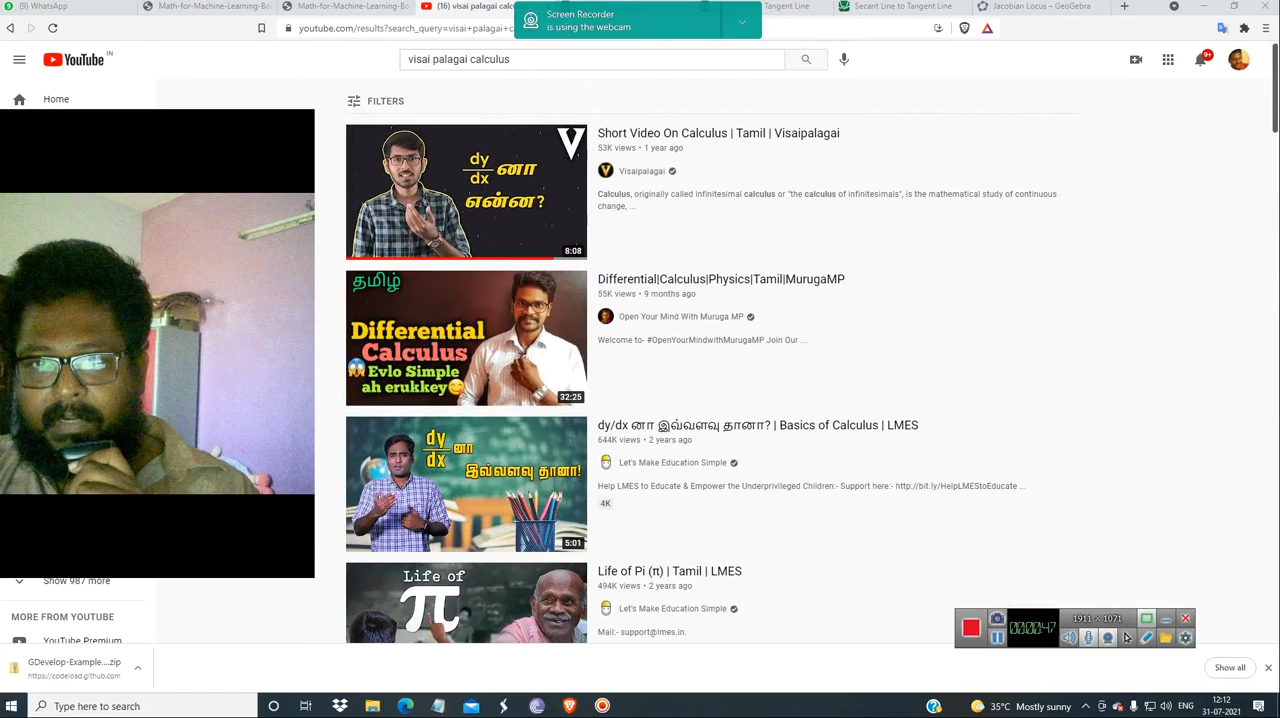 (9) WhatsApp
Math-for-Machine-Learning-Bo
Math-for-Machine-Learning-Bo
(16) visai palagai calculus
Tangent Line
Secant Line to Tangent Line
Jacobian Locus ~ GeoGebra
Screen Recorder
is using the webcam
youtube.com/results?search_query=visai+palagai+c
YouTube IN
visai palagai calculus
9+
Home
FILTERS
dy/dx னா
என்ன?
V
8:08
Short Video On Calculus | Tamil | Visaipalagai
53K views • 1 year ago
Visaipalagai
Calculus, originally called infinitesimal calculus or "the calculus of infinitesimals", is the mathematical study of continuous
change, ...
தமிழ்
Differential
Calculus
Evlo Simple
ah erukkey
32:25
Differential|Calculus|Physics|Tamil|MurugaMP
55K views • 9 months ago
Open Your Mind With Muruga MP
Welcome to- #OpenYourMindwithMurugaMP Join Our ...
dy/dx னா
இவ்வளவு தானா!
5:01
dy/dx னா இவ்வளவு தானா? | Basics of Calculus | LMES
644K views • 2 years ago
Let's Make Education Simple
Help LMES to Educate & Empower the Underprivileged Children:- Support here:- http://bit.ly/HelpLMEStoEducate ...
4K
Life of
π
Life of Pi (π) | Tamil | LMES
494K views • 2 years ago
Let's Make Education Simple
Mail:- support@lmes.in.
Show 987 more
MORE FROM YOUTUBE
YouTube Premium
00:00:47
1911 × 1071
GDevelop-Example....zip
https://codeload.github.com
Show all
Type here to search
35°C Mostly sunny
ENG
12:12
31-07-2021